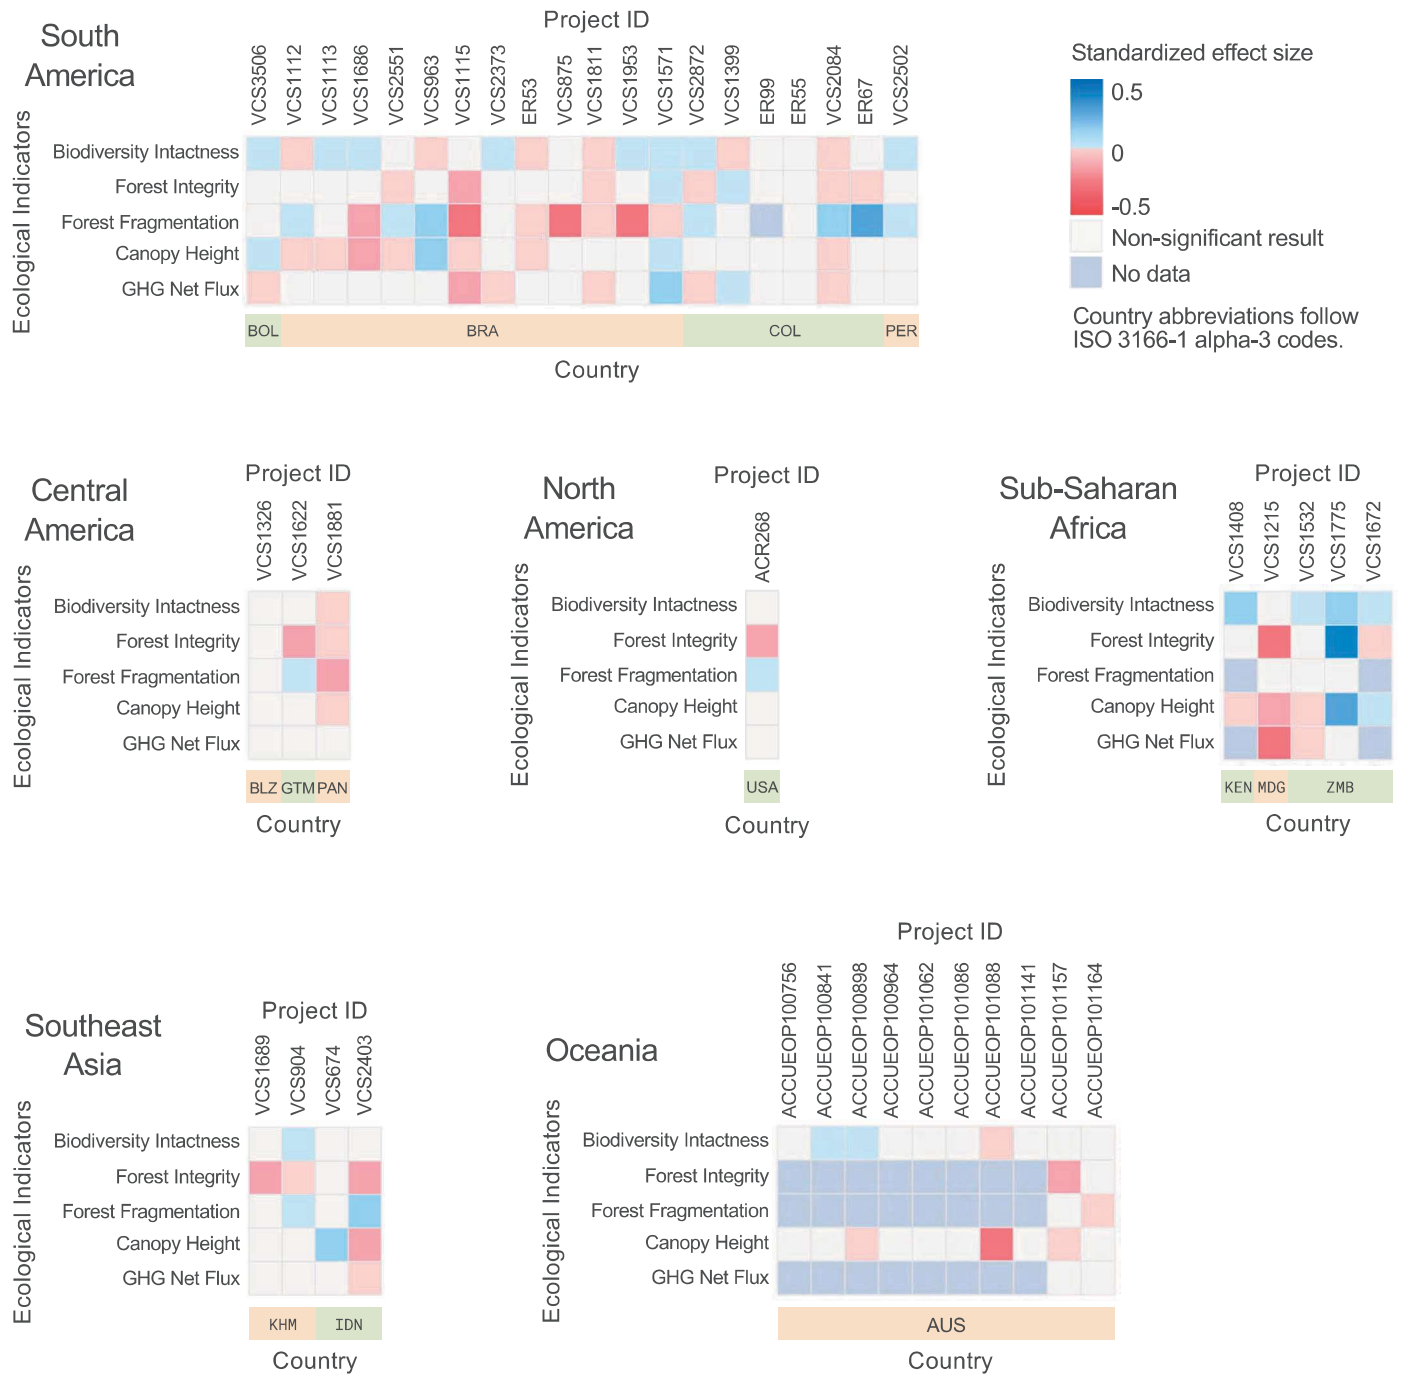 South
America
Project ID
VCS3506
VCS1112
VCS1113
VCS1686
VCS2551
VCS963
VCS1115
VCS2373
ER53
VCS875
VCS1811
VCS1953
VCS1571
VCS2872
VCS1399
ER99
ER55
VCS2084
ER67
VCS2502
Ecological Indicators
Biodiversity Intactness
Forest Integrity
Forest Fragmentation
Canopy Height
GHG Net Flux
BOL
BRA
COL
PER
Country
Standardized effect size
0.5
0
-0.5
Non-significant result
No data
Country abbreviations follow
ISO 3166-1 alpha-3 codes.
Central
America
Project ID
VCS1326
VCS1622
VCS1881
Ecological Indicators
Biodiversity Intactness
Forest Integrity
Forest Fragmentation
Canopy Height
GHG Net Flux
BLZ
GTM
PAN
Country
North
America
Project ID
ACR268
Ecological Indicators
Biodiversity Intactness
Forest Integrity
Forest Fragmentation
Canopy Height
GHG Net Flux
USA
Country
Sub-Saharan
Africa
Project ID
VCS1408
VCS1215
VCS1532
VCS1775
VCS1672
Ecological Indicators
Biodiversity Intactness
Forest Integrity
Forest Fragmentation
Canopy Height
GHG Net Flux
KEN
MDG
ZMB
Country
Southeast
Asia
Project ID
VCS1689
VCS904
VCS674
VCS2403
Ecological Indicators
Biodiversity Intactness
Forest Integrity
Forest Fragmentation
Canopy Height
GHG Net Flux
KHM
IDN
Country
Oceania
Project ID
ACCUEOP100756
ACCUEOP100841
ACCUEOP100898
ACCUEOP100964
ACCUEOP101062
ACCUEOP101086
ACCUEOP101088
ACCUEOP101141
ACCUEOP101157
ACCUEOP101164
Ecological Indicators
Biodiversity Intactness
Forest Integrity
Forest Fragmentation
Canopy Height
GHG Net Flux
AUS
Country